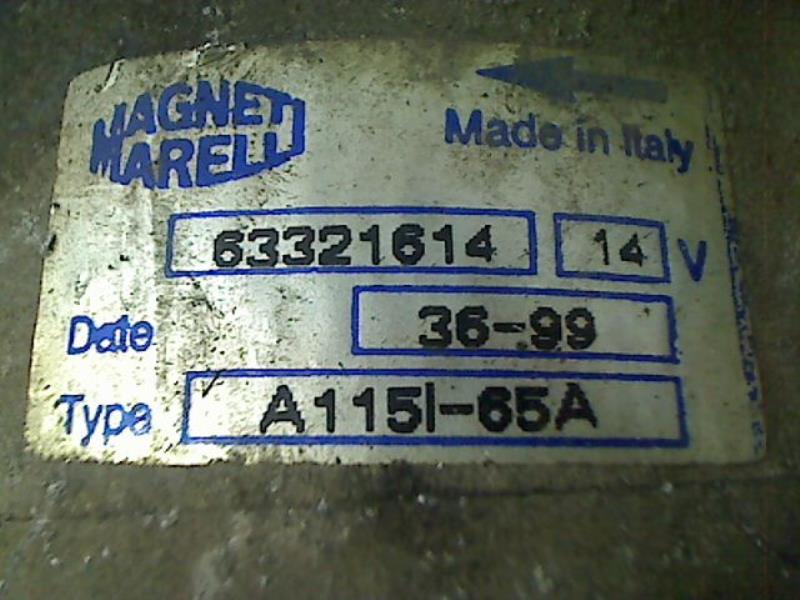 MAGNETI
MARELLI
Made in Italy
63321614 14 V
Date 36-99
Type A115I-65A